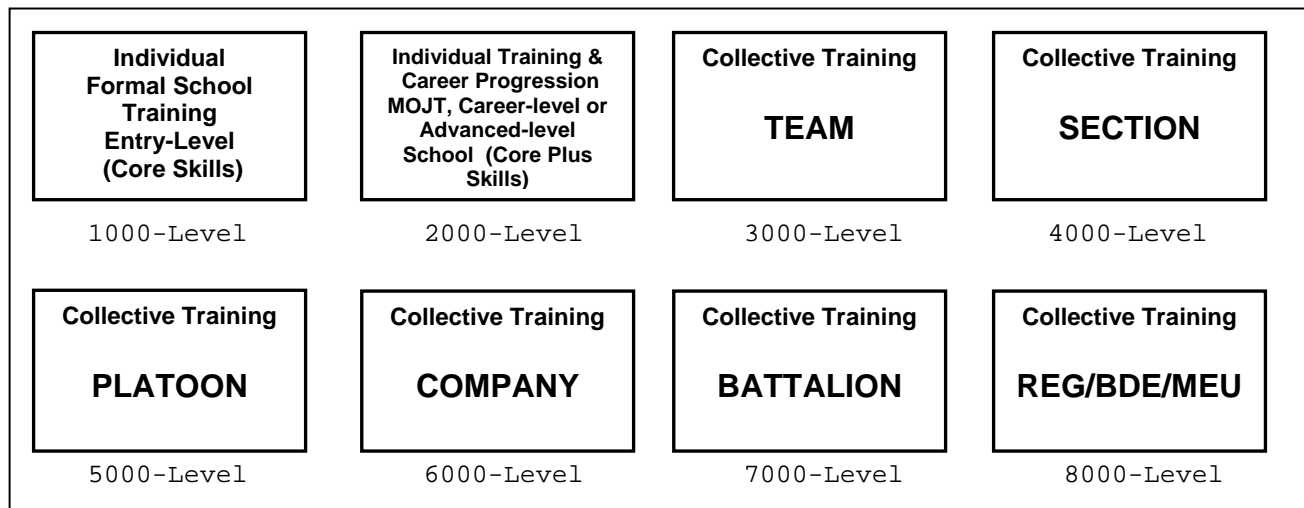 Individual
Formal School
Training
Entry-Level
(Core Skills)
1000-Level
Individual Training &
Career Progression
MOJT, Career-level or
Advanced-level
School (Core Plus
Skills)
2000-Level
Collective Training
TEAM
3000-Level
Collective Training
SECTION
4000-Level
Collective Training
PLATOON
5000-Level
Collective Training
COMPANY
6000-Level
Collective Training
BATTALION
7000-Level
Collective Training
REG/BDE/MEU
8000-Level